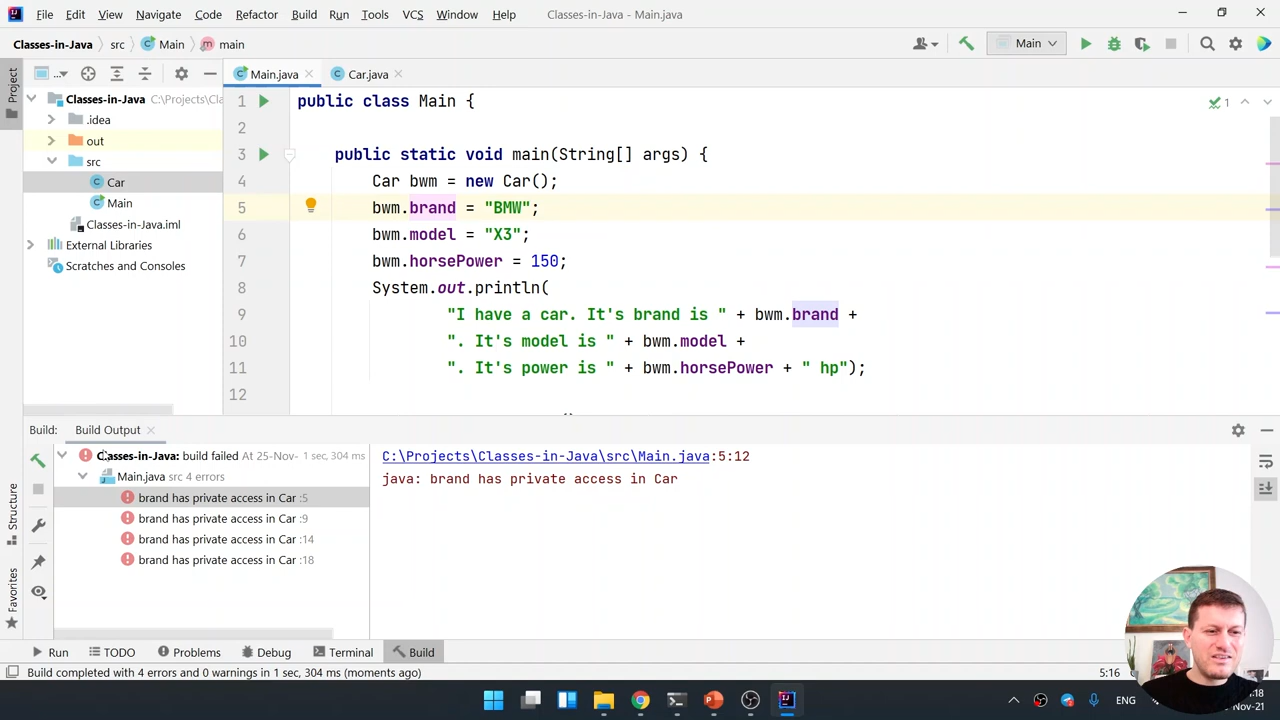 File Edit View Navigate Code Refactor Build Run Tools VCS Window Help Classes-in-Java - Main.java
Classes-in-Java src Main main Main
Project
... Main.java Car.java
Classes-in-Java C:\Projects\Cla
.idea
out
src
Car
Main
Classes-in-Java.iml
External Libraries
Scratches and Consoles
1 public class Main {
2
3 public static void main(String[] args) {
4 Car bwm = new Car();
5 bwm.brand = "BMW";
6 bwm.model = "X3";
7 bwm.horsePower = 150;
8 System.out.println(
9 "I have a car. It's brand is " + bwm.brand +
10 ". It's model is " + bwm.model +
11 ". It's power is " + bwm.horsePower + " hp");
12
1
Build: Build Output
Classes-in-Java: build failed At 25-Nov- 1 sec, 304 ms
Main.java src 4 errors
brand has private access in Car :5
brand has private access in Car :9
brand has private access in Car :14
brand has private access in Car :18
C:\Projects\Classes-in-Java\src\Main.java:5:12
java: brand has private access in Car
Structure
Favorites
Run TODO Problems Debug Terminal Build
Build completed with 4 errors and 0 warnings in 1 sec, 304 ms (moments ago) 5:16
ENG
:18
Nov-21